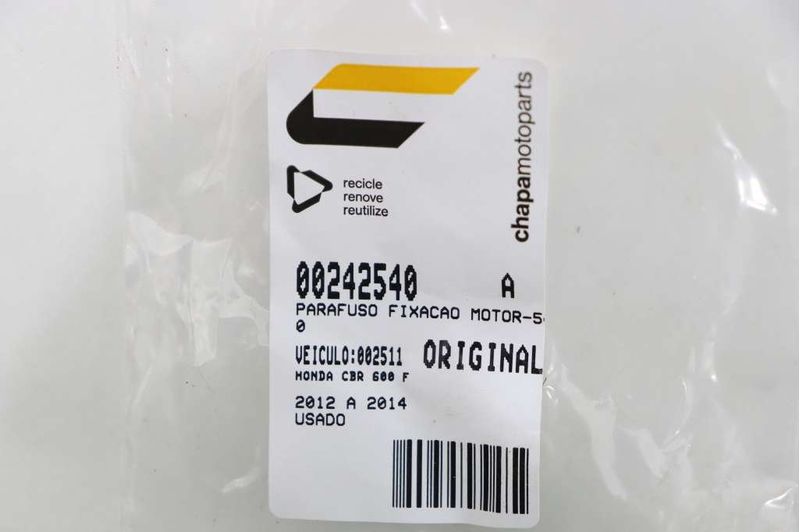 chapamotoparts
recicle
renove
reutilize
00242540 A
PARAFUSO FIXACAO MOTOR-5
0
VEICULO:002511 ORIGINAL
HONDA CBR 600 F
2012 A 2014
USADO